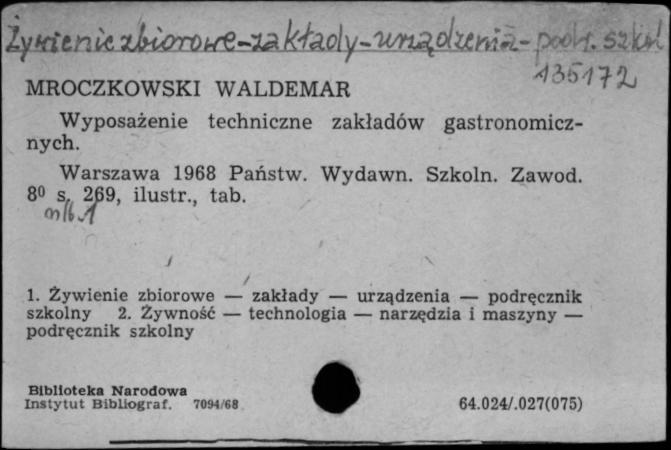 Żywienie zbiorowe-zakłady-urządzenia-podr. szkol
135172
MROCZKOWSKI WALDEMAR
Wyposażenie techniczne zakładów gastronomicz-
nych.
Warszawa 1968 Państw. Wydawn. Szkoln. Zawod.
8⁰ s. 269, ilustr., tab.
nlb. 1
1. Żywienie zbiorowe — zakłady — urządzenia — podręcznik
szkolny 2. Żywność — technologia — narzędzia i maszyny —
podręcznik szkolny
Biblioteka Narodowa
Instytut Bibliograf. 7094/68 64.024/.027(075)